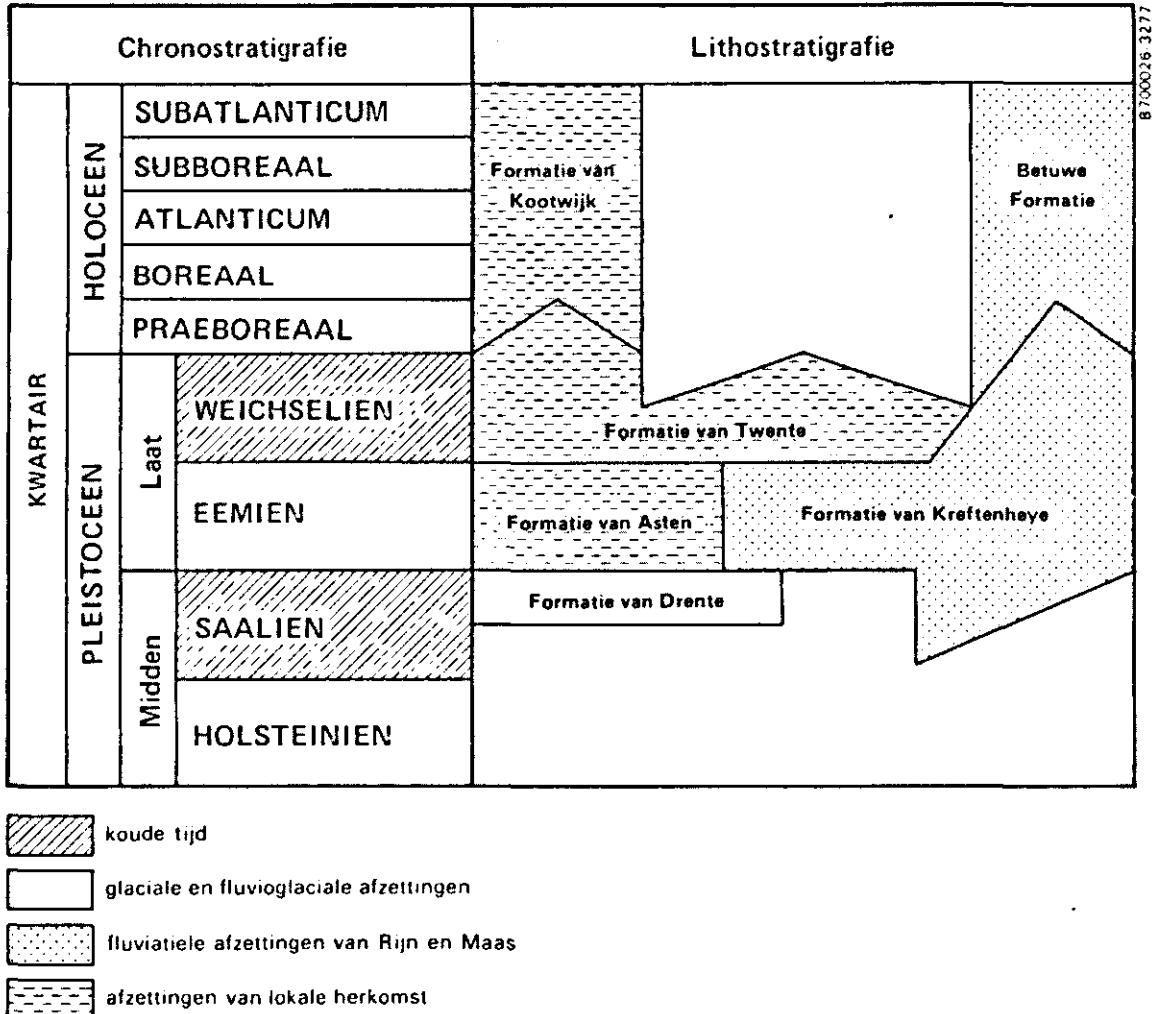 Chronostratigrafie
Lithostratigrafie
8700026 3277
KWARTAIR
HOLOCEEN
SUBATLANTICUM
SUBBOREAAL
ATLANTICUM
BOREAAL
PRAEBOREAAL
PLEISTOCEEN
Laat
WEICHSELIEN
EEMIEN
Midden
SAALIEN
HOLSTEINIEN
Formatie van
Kootwijk
Betuwe
Formatie
Formatie van Twente
Formatie van Asten
Formatie van Kreftenheye
Formatie van Drente
koude tijd
glaciale en fluvioglaciale afzettingen
fluviatiele afzettingen van Rijn en Maas
afzettingen van lokale herkomst